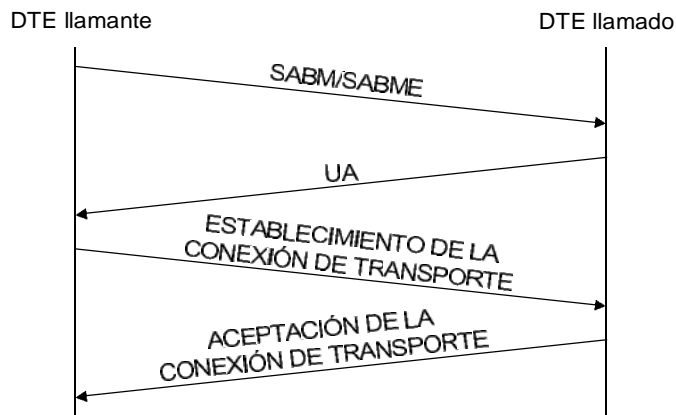 DTE llamante
DTE llamado
SABM/SABME
UA
ESTABLECIMIENTO DE LA
CONEXIÓN DE TRANSPORTE
ACEPTACIÓN DE LA
CONEXIÓN DE TRANSPORTE